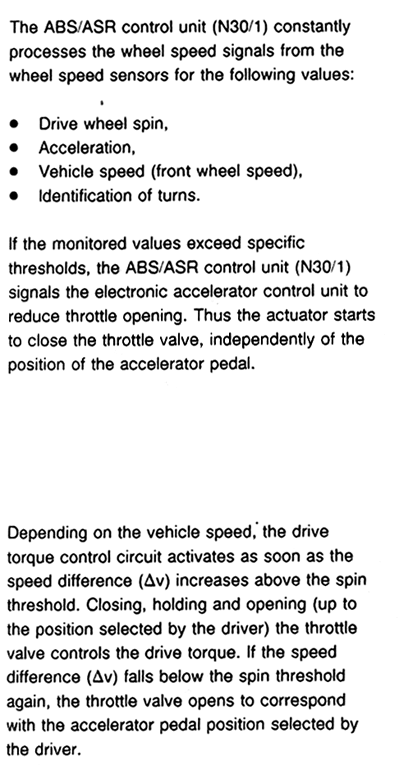 The ABS/ASR control unit (N30/1) constantly
processes the wheel speed signals from the
wheel speed sensors for the following values:
● Drive wheel spin,
● Acceleration,
● Vehicle speed (front wheel speed),
● Identification of turns.
If the monitored values exceed specific
thresholds, the ABS/ASR control unit (N30/1)
signals the electronic accelerator control unit to
reduce throttle opening. Thus the actuator starts
to close the throttle valve, independently of the
position of the accelerator pedal.
Depending on the vehicle speed, the drive
torque control circuit activates as soon as the
speed difference (Δv) increases above the spin
threshold. Closing, holding and opening (up to
the position selected by the driver) the throttle
valve controls the drive torque. If the speed
difference (Δv) falls below the spin threshold
again, the throttle valve opens to correspond
with the accelerator pedal position selected by
the driver.